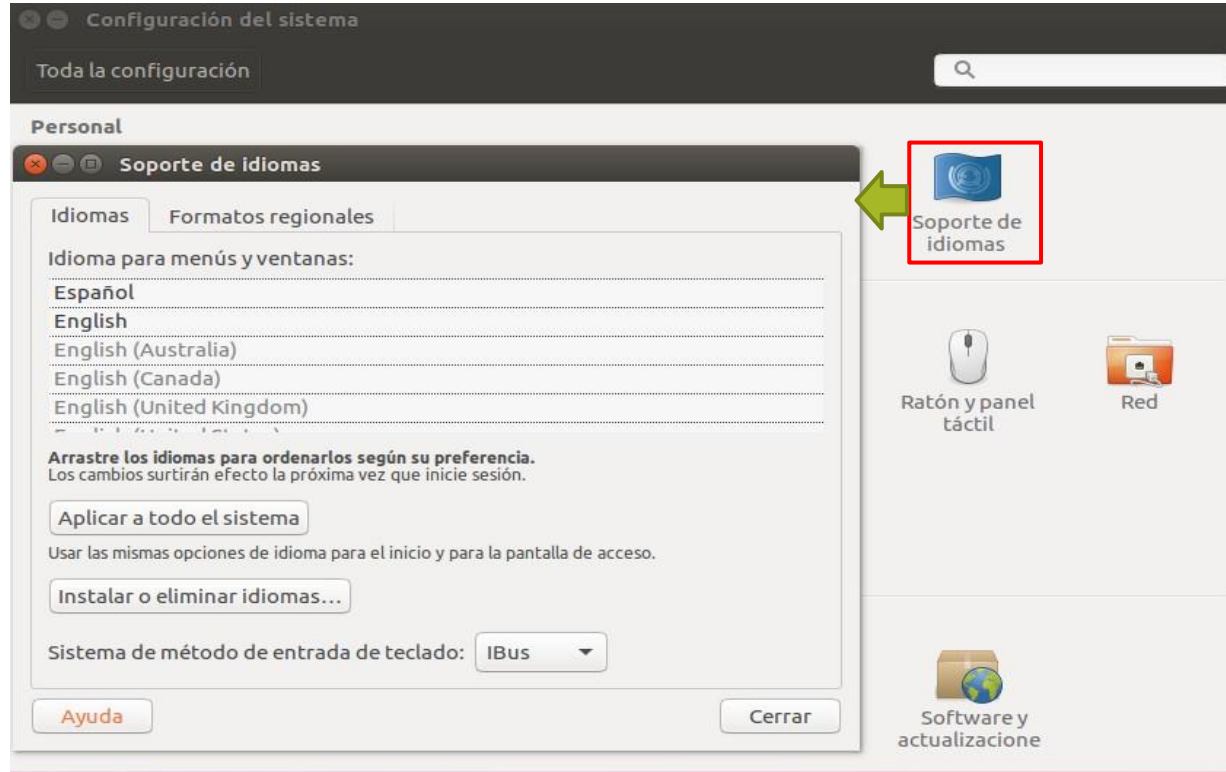 Configuración del sistema
Toda la configuración
Personal
Soporte de idiomas
Idiomas
Formatos regionales
Idioma para menús y ventanas:
Español
English
English (Australia)
English (Canada)
English (United Kingdom)
Arrastre los idiomas para ordenarlos según su preferencia.
Los cambios surtirán efecto la próxima vez que inicie sesión.
Aplicar a todo el sistema
Usar las mismas opciones de idioma para el inicio y para la pantalla de acceso.
Instalar o eliminar idiomas...
Sistema de método de entrada de teclado: IBus
Ayuda
Cerrar
Soporte de
idiomas
Ratón y panel
táctil
Red
Software y
actualizacione